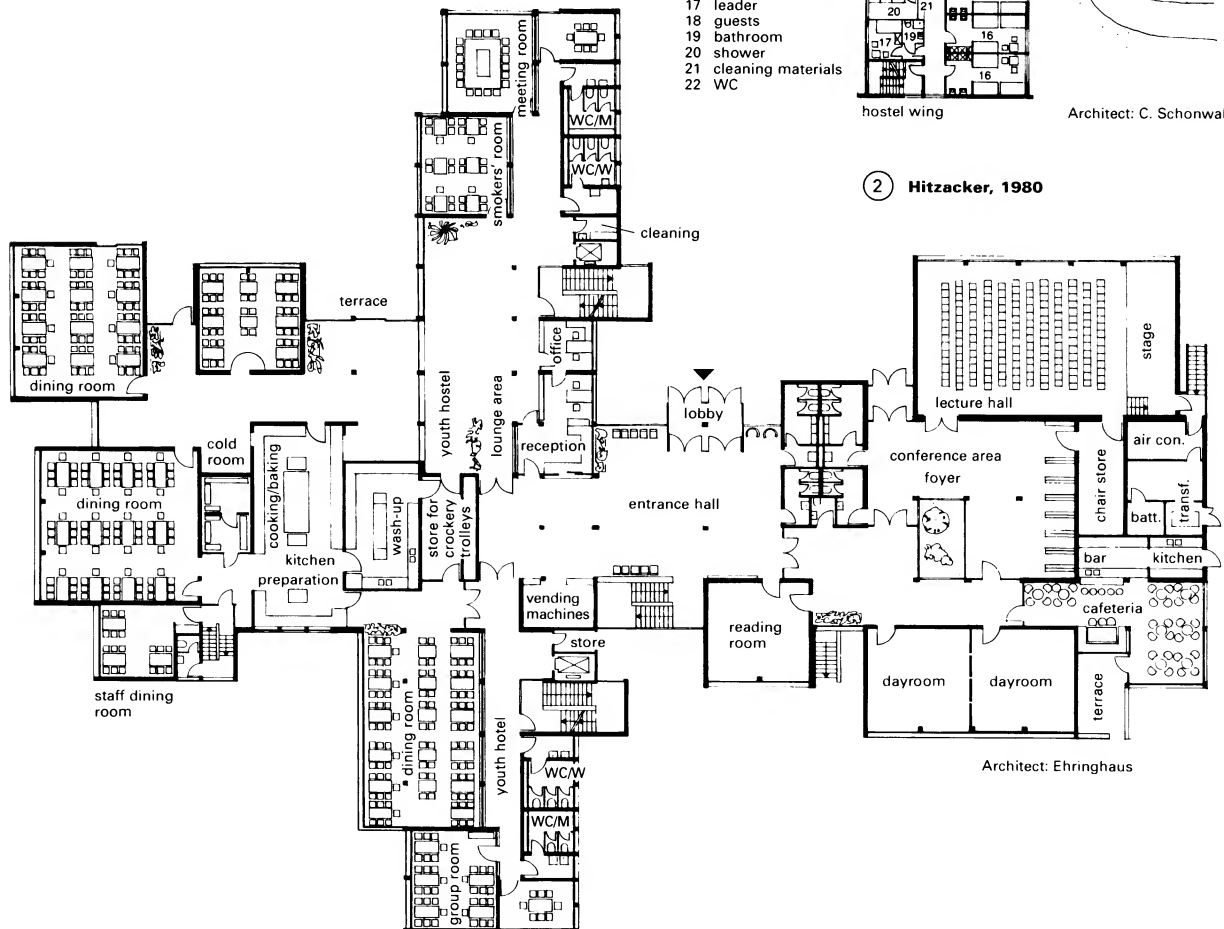 17 leader
18 guests
19 bathroom
20 shower
21 cleaning materials
22 WC
20
21
17
19
16
16
hostel wing
Architect: C. Schonwal
2 Hitzacker, 1980
meeting room
smokers' room
WC/M
WC/W
cleaning
terrace
office
youth hostel
lounge area
reception
lobby
dining room
cold room
cooking/baking
kitchen
preparation
wash-up
store for
crockery
trolleys
dining room
staff dining
room
entrance hall
vending
machines
store
reading
room
lecture hall
stage
conference area
foyer
chair store
air con.
batt.
transf.
bar
kitchen
cafeteria
dayroom
dayroom
terrace
dining room
youth hotel
WC/W
WC/M
group room
Architect: Ehringhaus